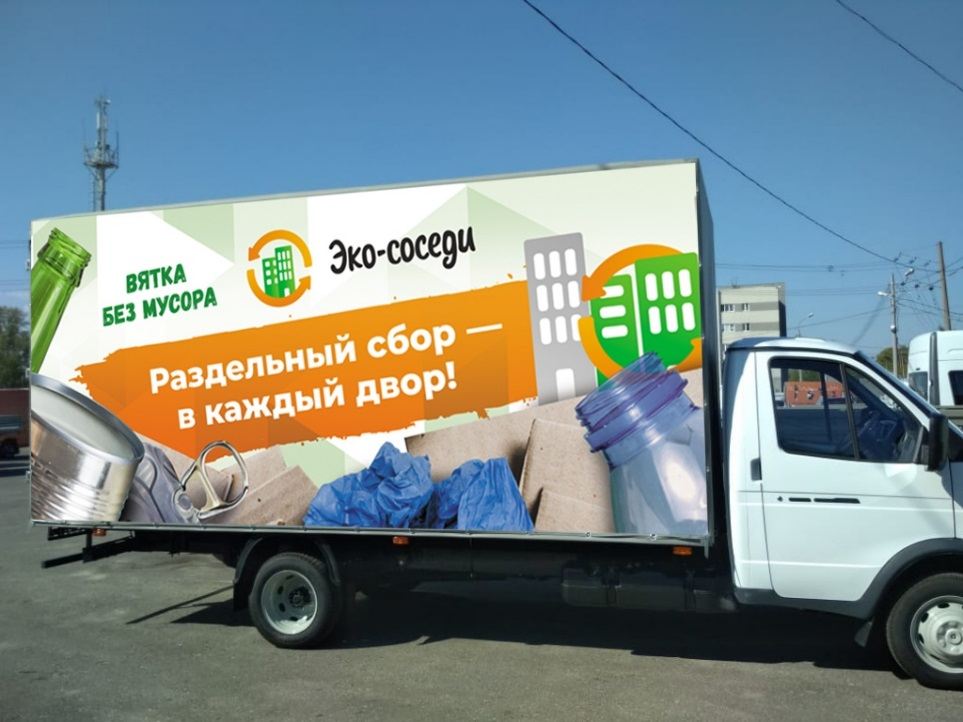 ВЯТКА
БЕЗ МУСОРА
Эко-соседи
Раздельный сбор —
в каждый двор!